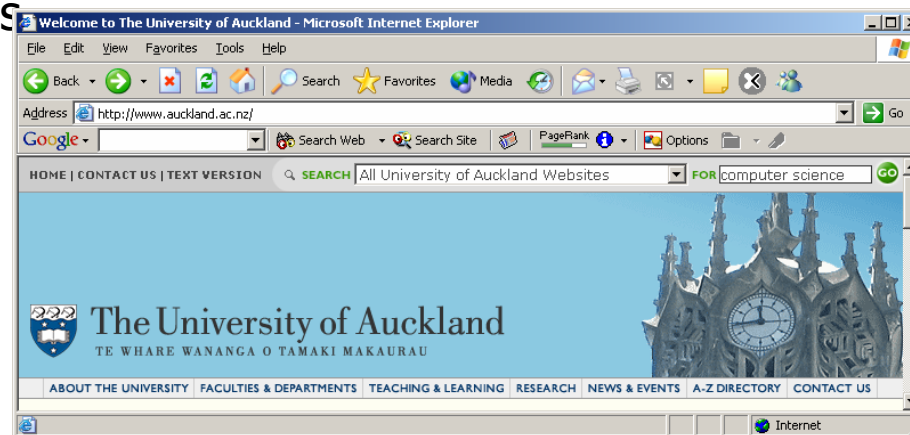 S
Welcome to The University of Auckland - Microsoft Internet Explorer
File Edit View Favorites Tools Help
Back Search Favorites Media
Address http://www.auckland.ac.nz/ Go
Google Search Web Search Site PageRank Options
HOME | CONTACT US | TEXT VERSION SEARCH All University of Auckland Websites FOR computer science GO
The University of Auckland
TE WHARE WANANGA O TAMAKI MAKAURAU
ABOUT THE UNIVERSITY FACULTIES & DEPARTMENTS TEACHING & LEARNING RESEARCH NEWS & EVENTS A-Z DIRECTORY CONTACT US
Internet